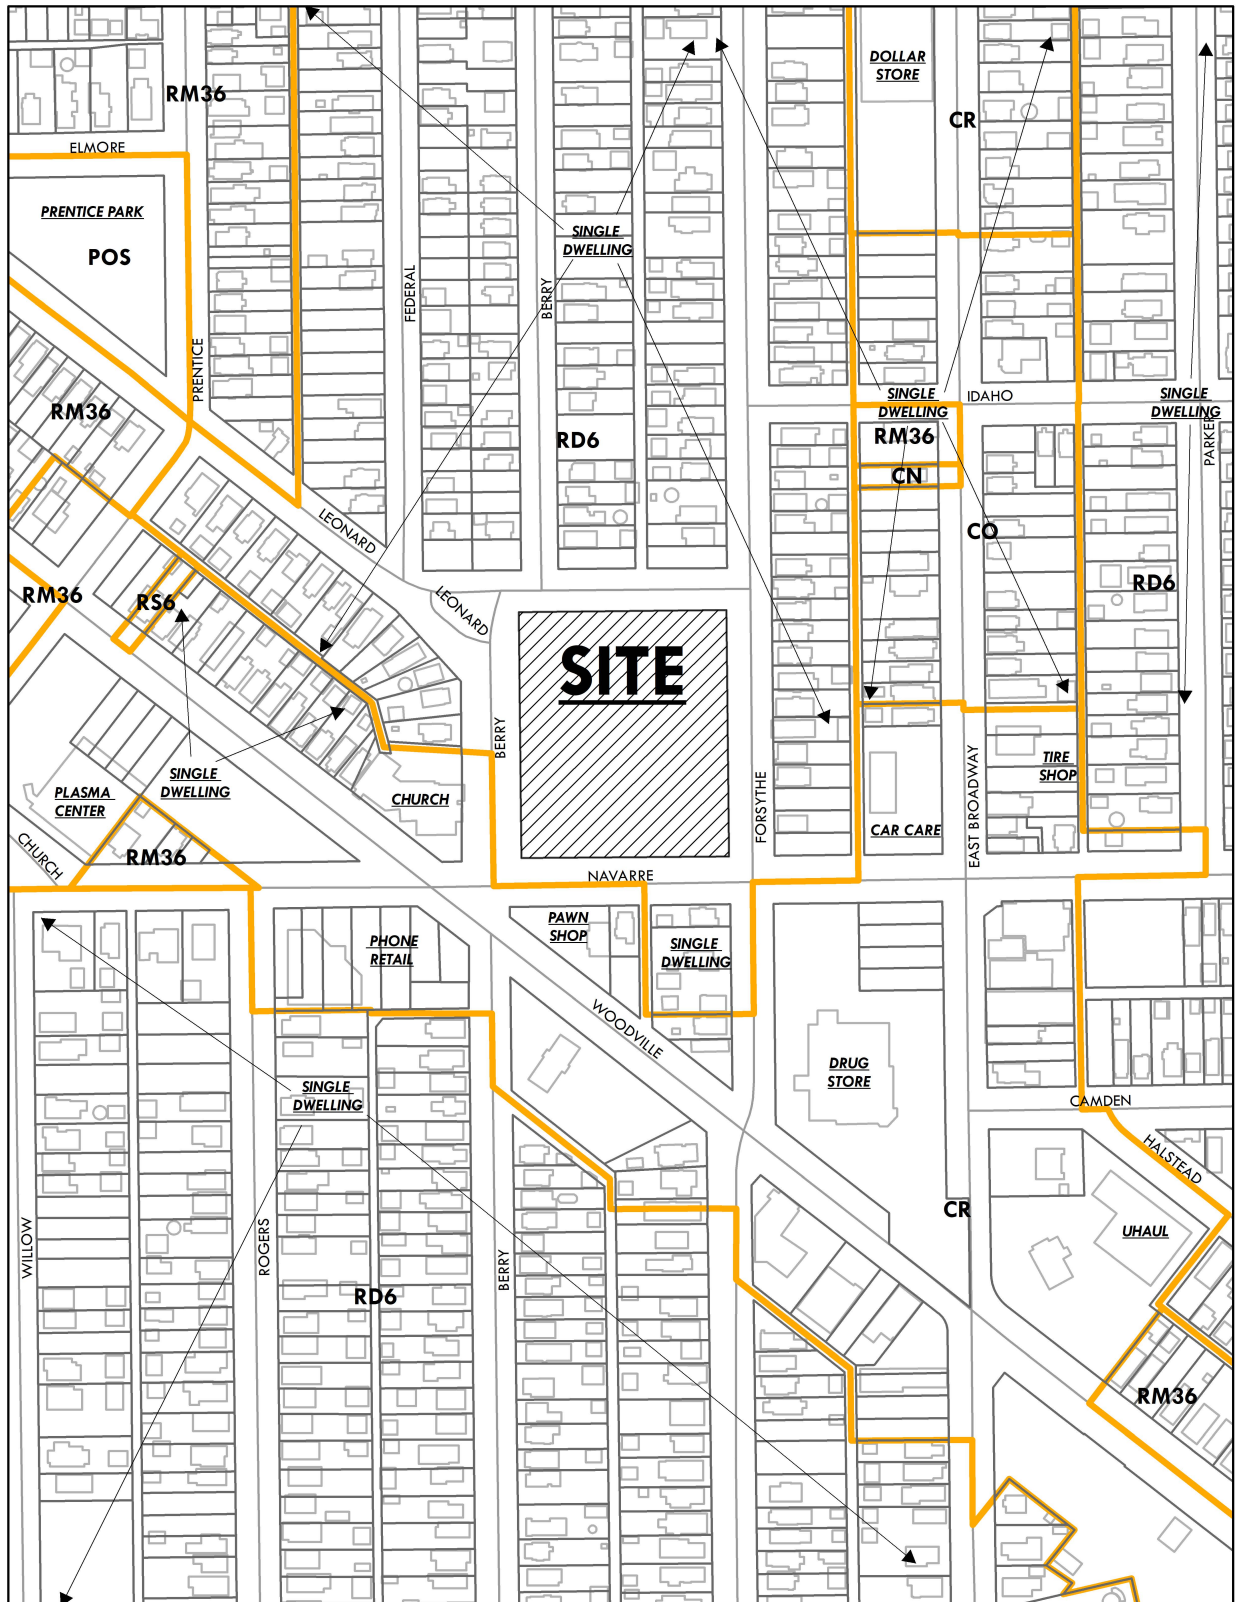 DOLLAR
STORE
RM36
CR
ELMORE
PRENTICE PARK
POS
SINGLE
DWELLING
FEDERAL
BERRY
PRENTICE
SINGLE
DWELLING
IDAHO
SINGLE
DWELLING
PARKER
RM36
RD6
RM36
CN
LEONARD
CO
RM36
RS6
LEONARD
RD6
SITE
BERRY
FORSYTHE
EAST BROADWAY
TIRE
SHOP
SINGLE
DWELLING
PLASMA
CENTER
CHURCH
CAR CARE
CHURCH
RM36
NAVARRE
PAWN
SHOP
PHONE
RETAIL
SINGLE
DWELLING
WOODVILLE
DRUG
STORE
SINGLE
DWELLING
CAMDEN
HALSTEAD
CR
UHAUL
WILLOW
ROGERS
BERRY
RD6
RM36